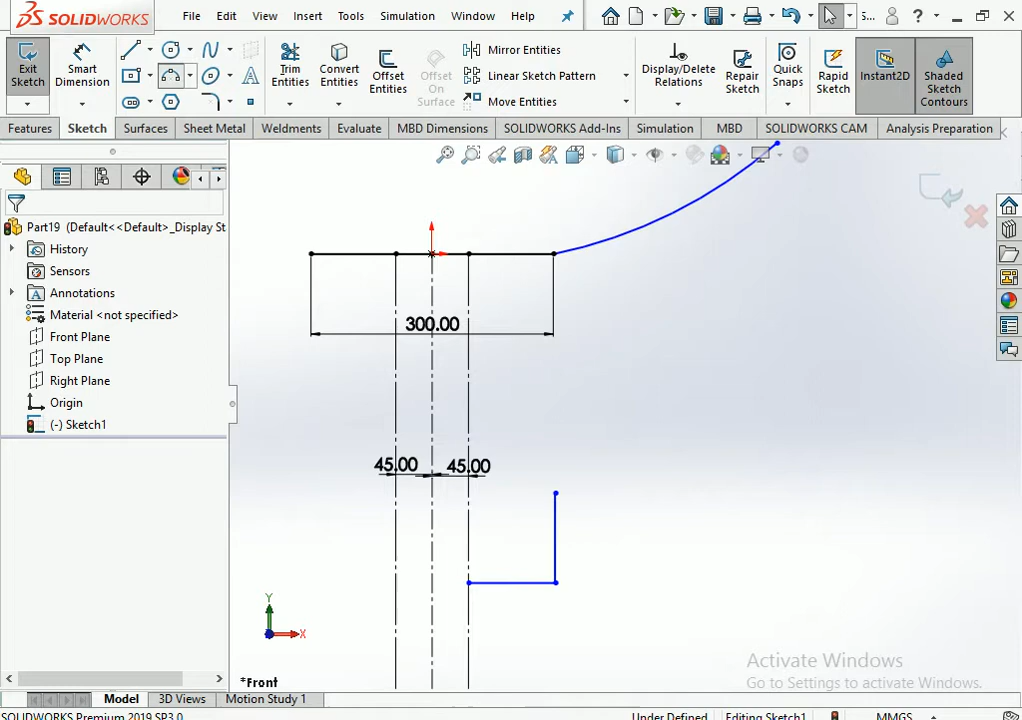 SOLIDWORKS File Edit View Insert Tools Simulation Window Help S...
Exit Sketch Smart Dimension Trim Entities Convert Entities Offset Entities Offset On Surface Mirror Entities Linear Sketch Pattern Move Entities Display/Delete Relations Repair Sketch Quick Snaps Rapid Sketch Instant2D Shaded Sketch Contours
Features Sketch Surfaces Sheet Metal Weldments Evaluate MBD Dimensions SOLIDWORKS Add-Ins Simulation MBD SOLIDWORKS CAM Analysis Preparation
Part19 (Default<<Default>_Display St
History
Sensors
Annotations
Material <not specified>
Front Plane
Top Plane
Right Plane
Origin
(-) Sketch1
300.00
45.00 45.00
Y
X
*Front
Activate Windows
Go to Settings to activate Windows.
Model 3D Views Motion Study 1
SOLIDWORKS Premium 2019 SP3.0 Under Defined Editing Sketch1 MMGS